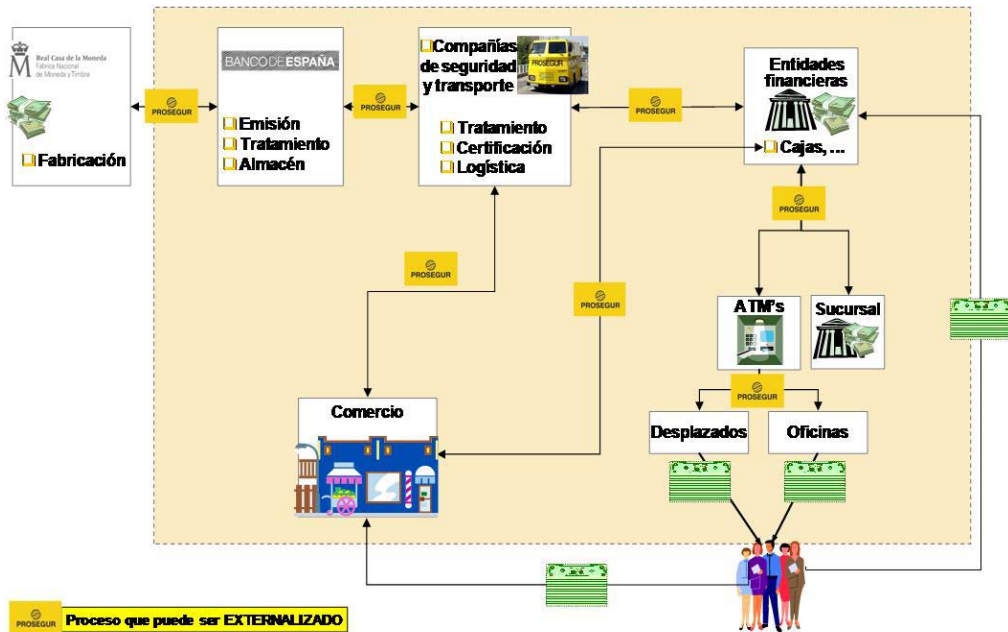 Real Casa de la Moneda
Fábrica Nacional
de Moneda y Timbre
Fabricación
PROSEGUR
BANCO DE ESPAÑA
Emisión
Tratamiento
Almacén
PROSEGUR
Compañías
de seguridad
y transporte
PROSEGUR
Tratamiento
Certificación
Logística
PROSEGUR
Entidades
financieras
Cajas, ...
PROSEGUR
PROSEGUR
PROSEGUR
ATM's
Sucursal
PROSEGUR
Desplazados
Oficinas
Comercio
PROSEGUR
Proceso que puede ser EXTERNALIZADO